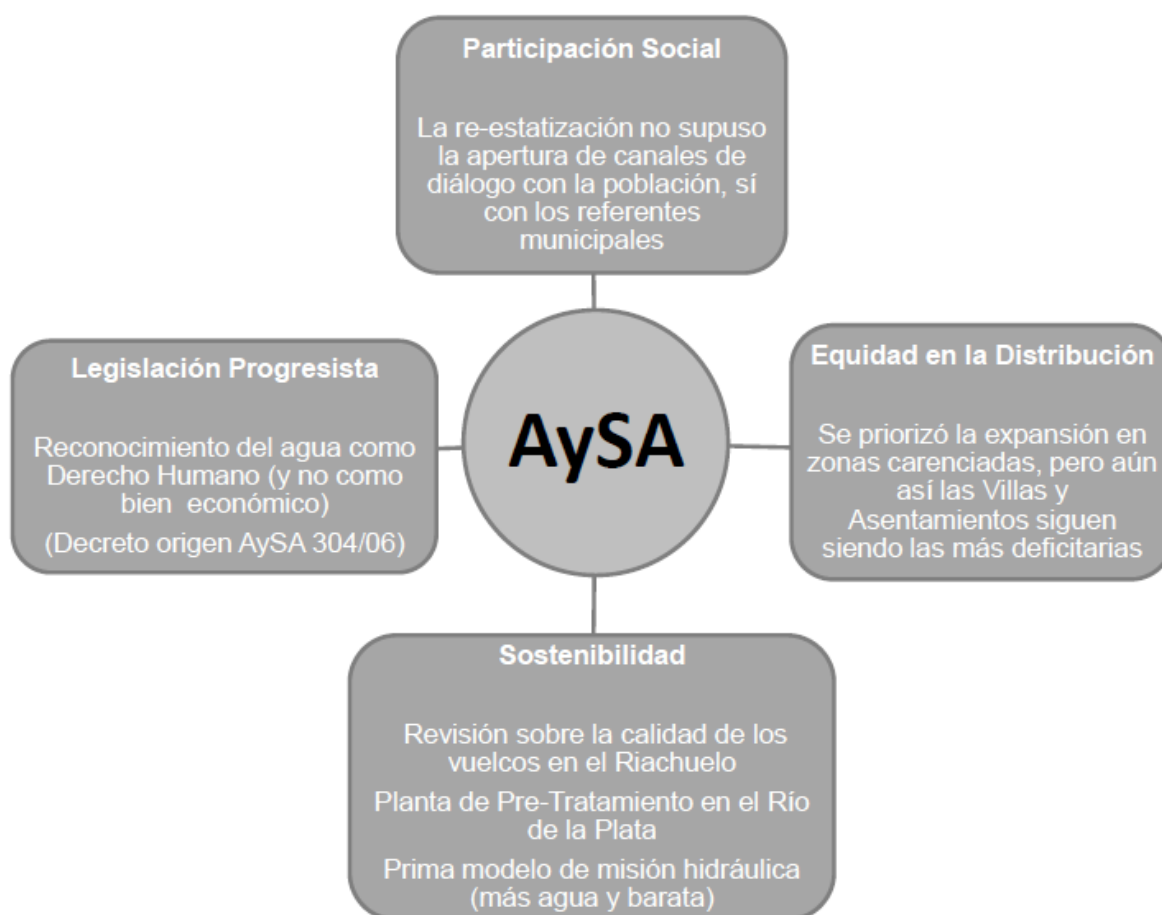 Participación Social
La re-estatización no supuso
la apertura de canales de
diálogo con la población, sí
con los referentes
municipales
Legislación Progresista
Reconocimiento del agua como
Derecho Humano (y no como
bien económico)
(Decreto origen AySA 304/06)
AySA
Equidad en la Distribución
Se priorizó la expansión en
zonas carenciadas, pero aún
así las Villas y
Asentamientos siguen
siendo las más deficitarias
Sostenibilidad
Revisión sobre la calidad de los
vuelcos en el Riachuelo
Planta de Pre-Tratamiento en el Río
de la Plata
Prima modelo de misión hidráulica
(más agua y barata)